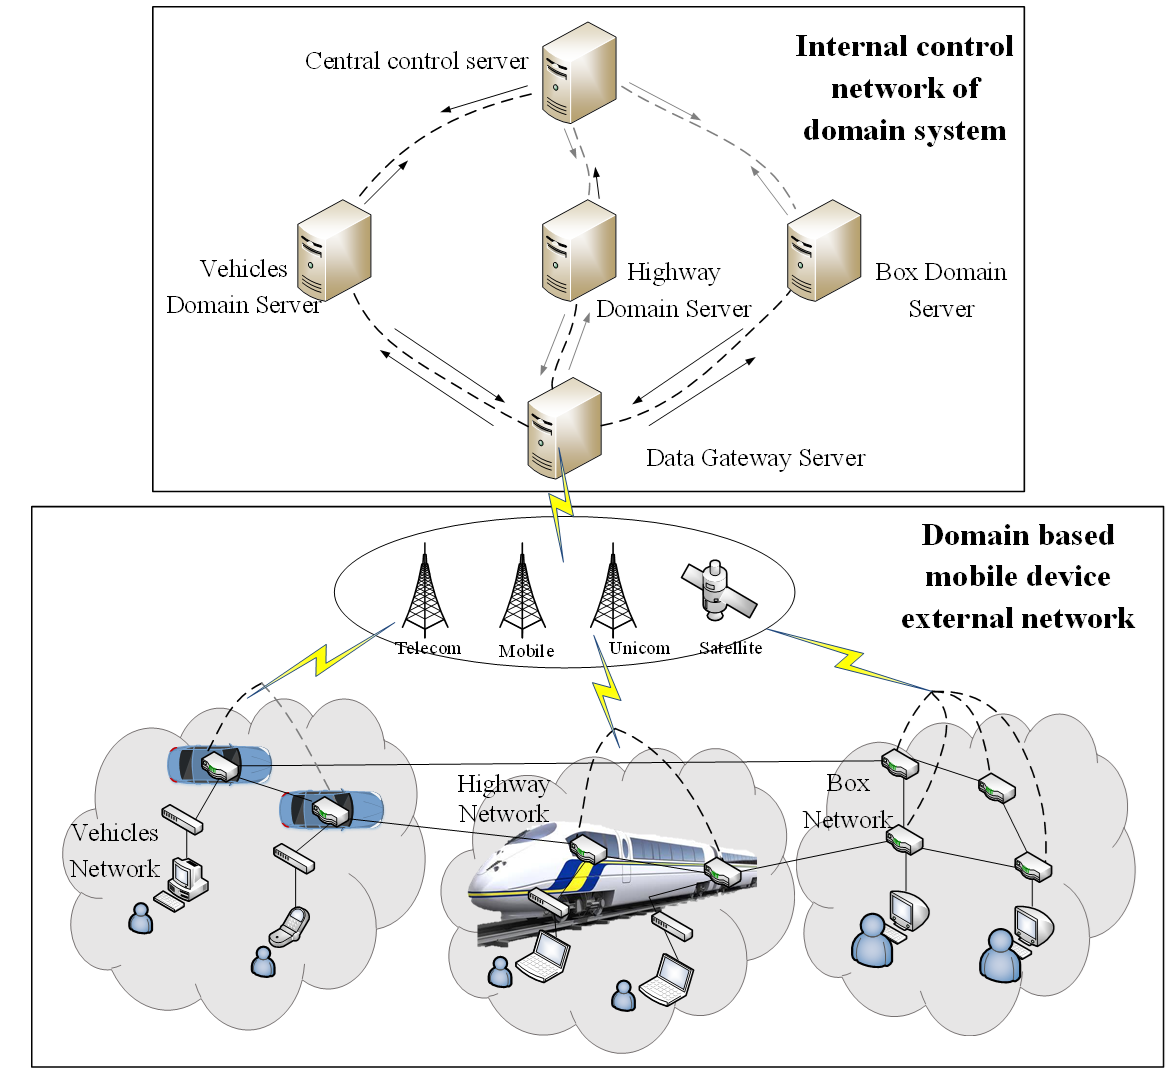 Internal control
network of
domain system
Central control server
Vehicles
Domain Server
Highway
Domain Server
Box Domain
Server
Data Gateway Server
Domain based
mobile device
external network
Telecom
Mobile
Unicom
Satellite
Vehicles
Network
Highway
Network
Box
Network